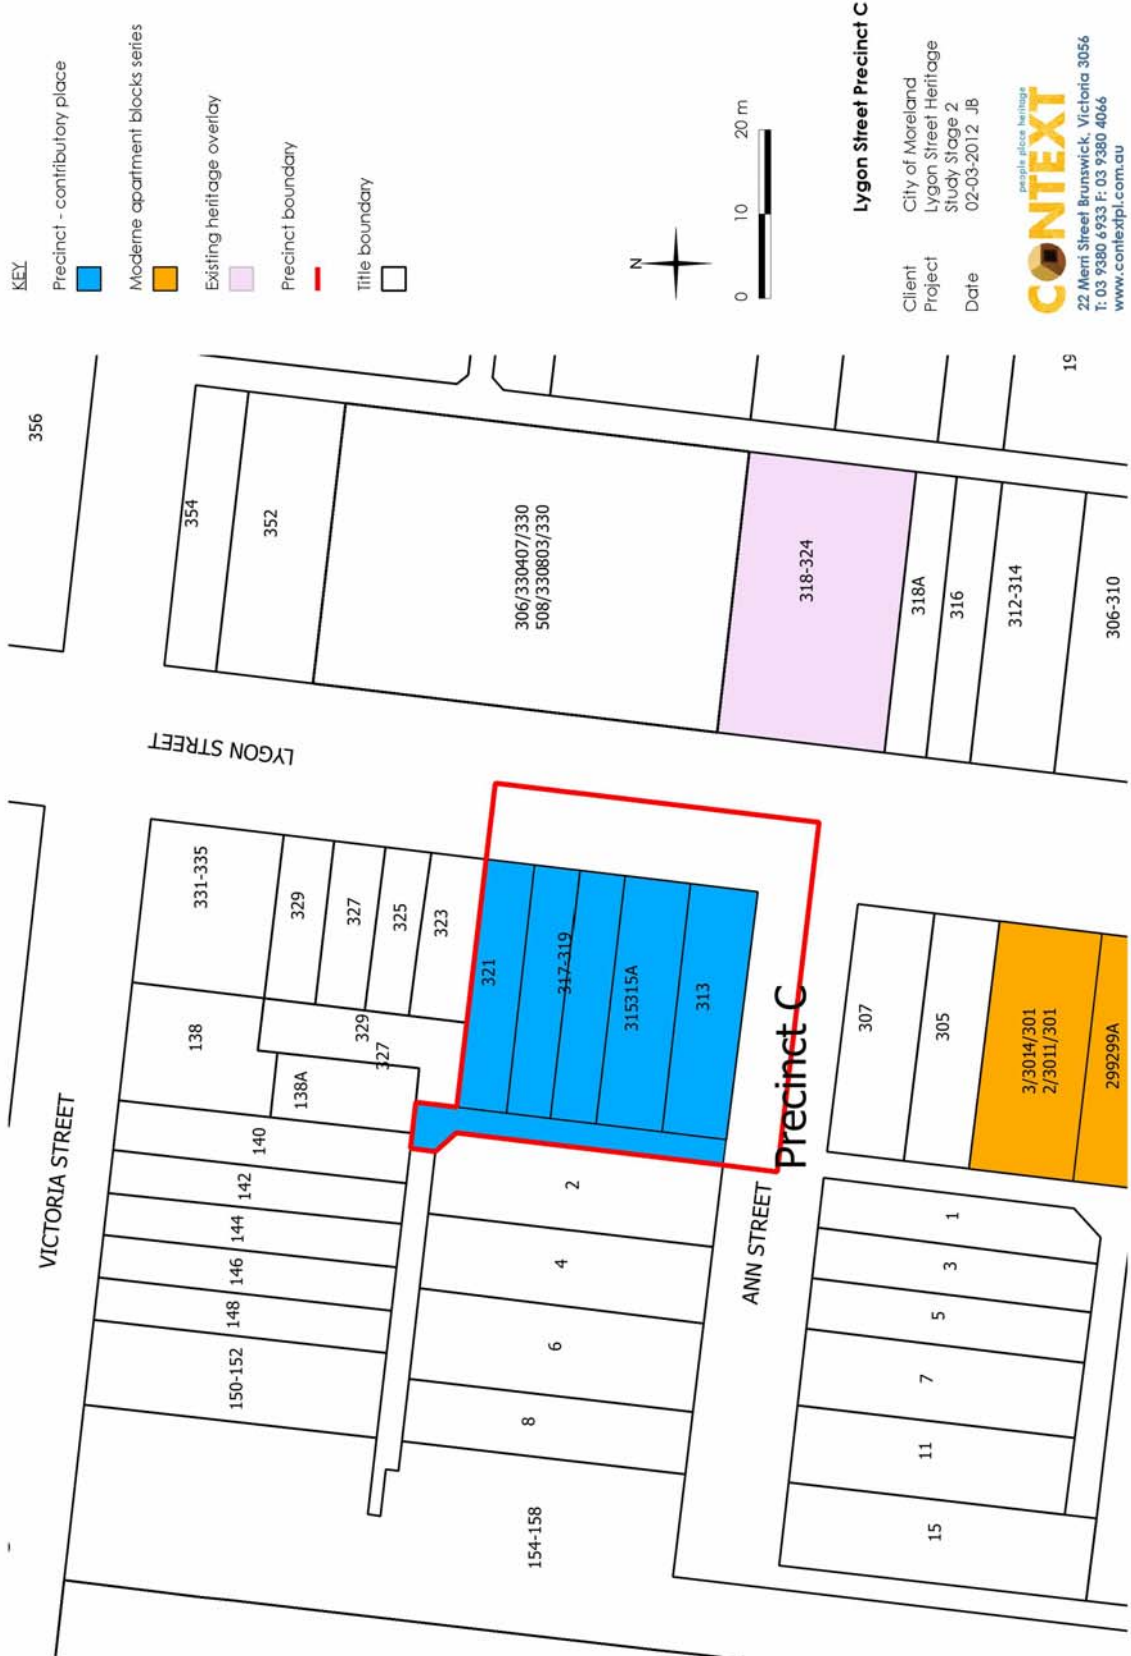 KEY
Precinct - contributory place
Moderne apartment blocks series
Existing heritage overlay
Precinct boundary
Title boundary
N
0 10 20 m
Lygon Street Precinct C
Client City of Moreland
Project Lygon Street Heritage
Study Stage 2
Date 02-03-2012 JB
people place heritage
CONTEXT
22 Merri Street Brunswick, Victoria 3056
T: 03 9380 6933 F: 03 9380 4066
www.contextpl.com.au
356
354
352
306/330407/330
508/330803/330
318-324
318A
316
312-314
306-310
19
LYGON STREET
331-335
329
327
325
323
321
317-319
315315A
313
Precinct C
307
305
3/3014/301
2/3011/301
299299A
138
329
327
138A
VICTORIA STREET
140
142
144
146
148
150-152
2
4
6
8
154-158
ANN STREET
1
3
5
7
11
15